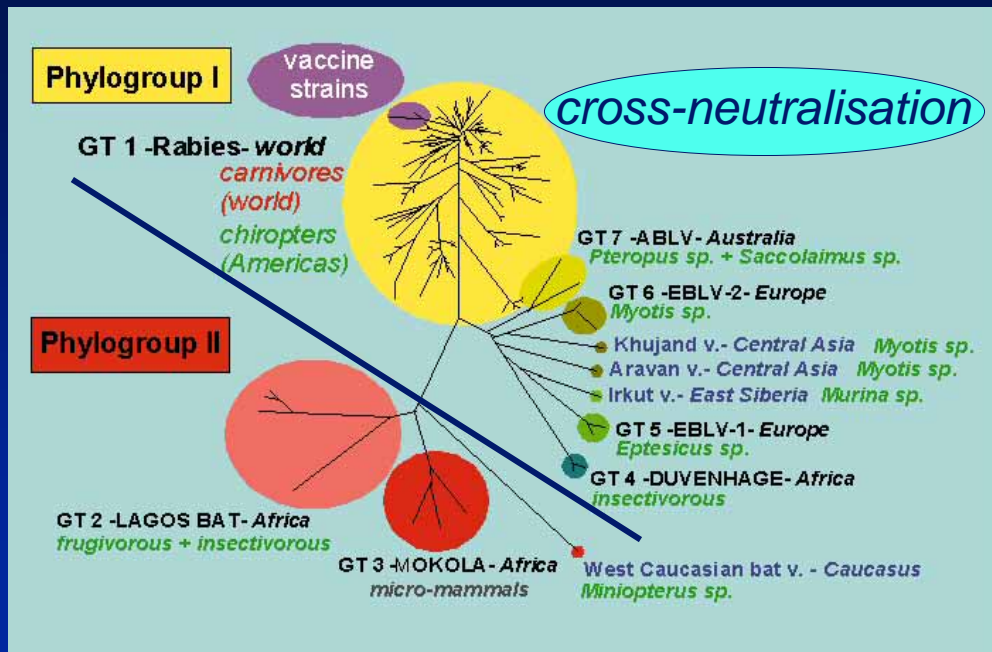 Phylogroup I
vaccine
strains
cross-neutralisation
GT 1 -Rabies- world
carnivores
(world)
chiropters
(Americas)
GT 7 -ABLV- Australia
Pteropus sp. + Saccolaimus sp.
GT 6 -EBLV-2- Europe
Myotis sp.
Phylogroup II
Khujand v.- Central Asia Myotis sp.
Aravan v.- Central Asia Myotis sp.
Irkut v.- East Siberia Murina sp.
GT 5 -EBLV-1- Europe
Eptesicus sp.
GT 4 -DUVENHAGE- Africa
insectivorous
GT 2 -LAGOS BAT- Africa
frugivorous + insectivorous
GT 3 -MOKOLA- Africa
micro-mammals
West Caucasian bat v. - Caucasus
Miniopterus sp.